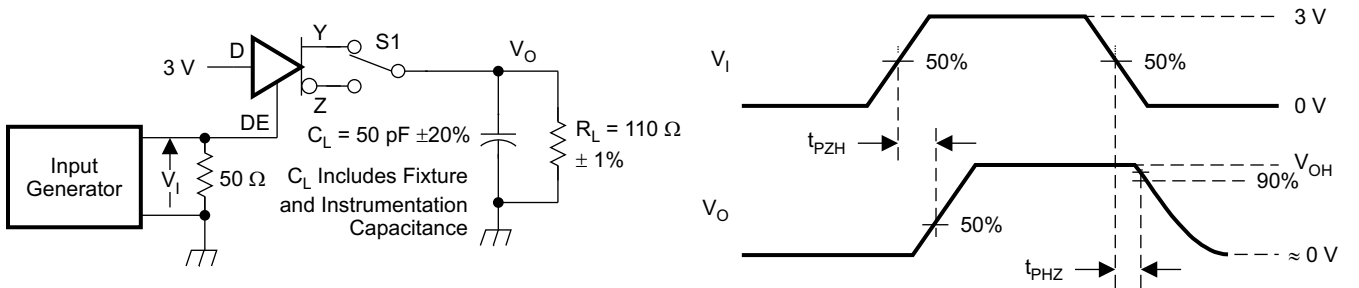 3 V
D
Y
S1
Z
DE
V_O
Input
Generator
V_I
50 Ω
C_L = 50 pF ±20%
C_L Includes Fixture
and Instrumentation
Capacitance
R_L = 110 Ω
± 1%
V_I
50%
50%
3 V
0 V
t_PZH
V_O
50%
V_OH
90%
≈ 0 V
t_PHZ